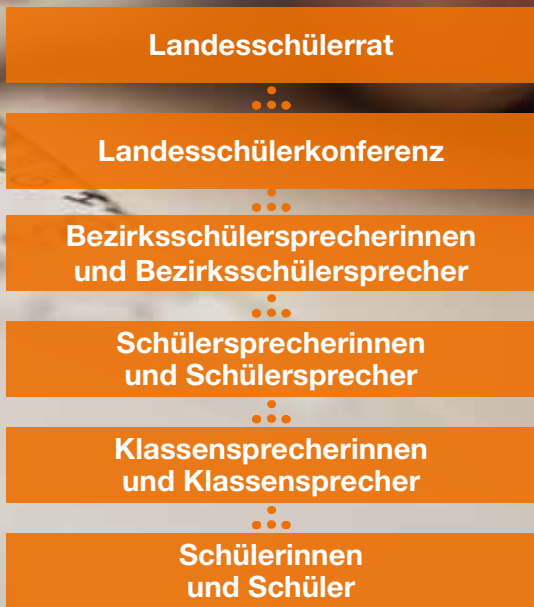 Landesschülerrat
Landesschülerkonferenz
Bezirksschülersprecherinnen
und Bezirksschülersprecher
Schülersprecherinnen
und Schülersprecher
Klassensprecherinnen
und Klassensprecher
Schülerinnen
und Schüler